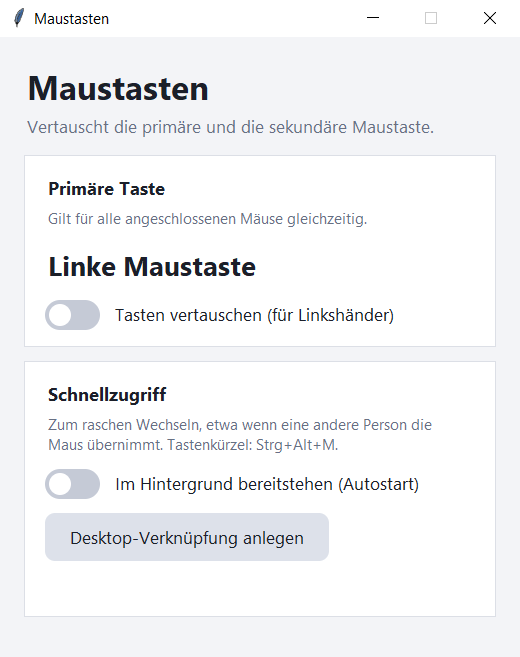 Maustasten
Maustasten
Vertauscht die primäre und die sekundäre Maustaste.
Primäre Taste
Gilt für alle angeschlossenen Mäuse gleichzeitig.
Linke Maustaste
Tasten vertauschen (für Linkshänder)
Schnellzugriff
Zum raschen Wechseln, etwa wenn eine andere Person die
Maus übernimmt. Tastenkürzel: Strg+Alt+M.
Im Hintergrund bereitstehen (Autostart)
Desktop-Verknüpfung anlegen